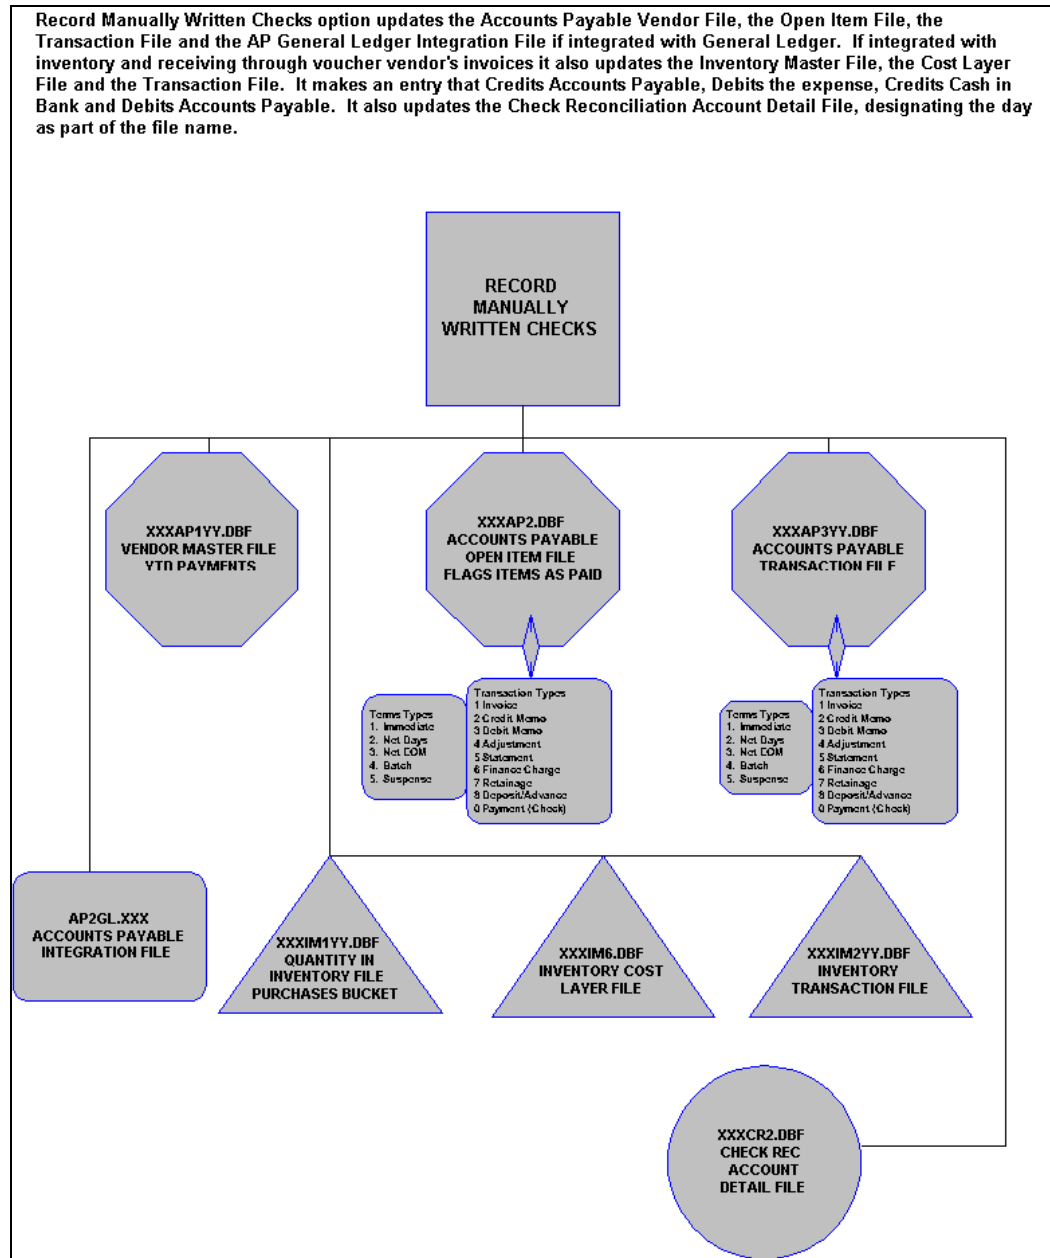 Record Manually Written Checks option updates the Accounts Payable Vendor File, the Open Item File, the
Transaction File and the AP General Ledger Integration File if integrated with General Ledger.  If integrated with
inventory and receiving through voucher vendor's invoices it also updates the Inventory Master File, the Cost Layer
File and the Transaction File.  It makes an entry that Credits Accounts Payable, Debits the expense, Credits Cash in
Bank and Debits Accounts Payable.  It also updates the Check Reconciliation Account Detail File, designating the day
as part of the file name.
RECORD
MANUALLY
WRITTEN CHECKS
XXXAP1YY.DBF
VENDOR MASTER FILE
YTD PAYMENTS
XXXAP2.DBF
ACCOUNTS PAYABLE
OPEN ITEM FILE
FLAGS ITEMS AS PAID
XXXAP3YY.DBF
ACCOUNTS PAYABLE
TRANSACTION FILE
Terms Types
1. Immediate
2. Net Days
3. Net EOM
4. Batch
5. Suspense
Transaction Types
1 Invoice
2 Credit Memo
3 Debit Memo
4 Adjustment
5 Statement
6 Finance Charge
7 Retainage
8 Deposit/Advance
0 Payment (Check)
Terms Types
1. Immediate
2. Net Days
3. Net EOM
4. Batch
5. Suspense
Transaction Types
1 Invoice
2 Credit Memo
3 Debit Memo
4 Adjustment
5 Statement
6 Finance Charge
7 Retainage
8 Deposit/Advance
0 Payment (Check)
AP2GL.XXX
ACCOUNTS PAYABLE
INTEGRATION FILE
XXXIM1YY.DBF
QUANTITY IN
INVENTORY FILE
PURCHASES BUCKET
XXXIM6.DBF
INVENTORY COST
LAYER FILE
XXXIM2YY.DBF
INVENTORY
TRANSACTION FILE
XXXCR2.DBF
CHECK REC
ACCOUNT
DETAIL FILE